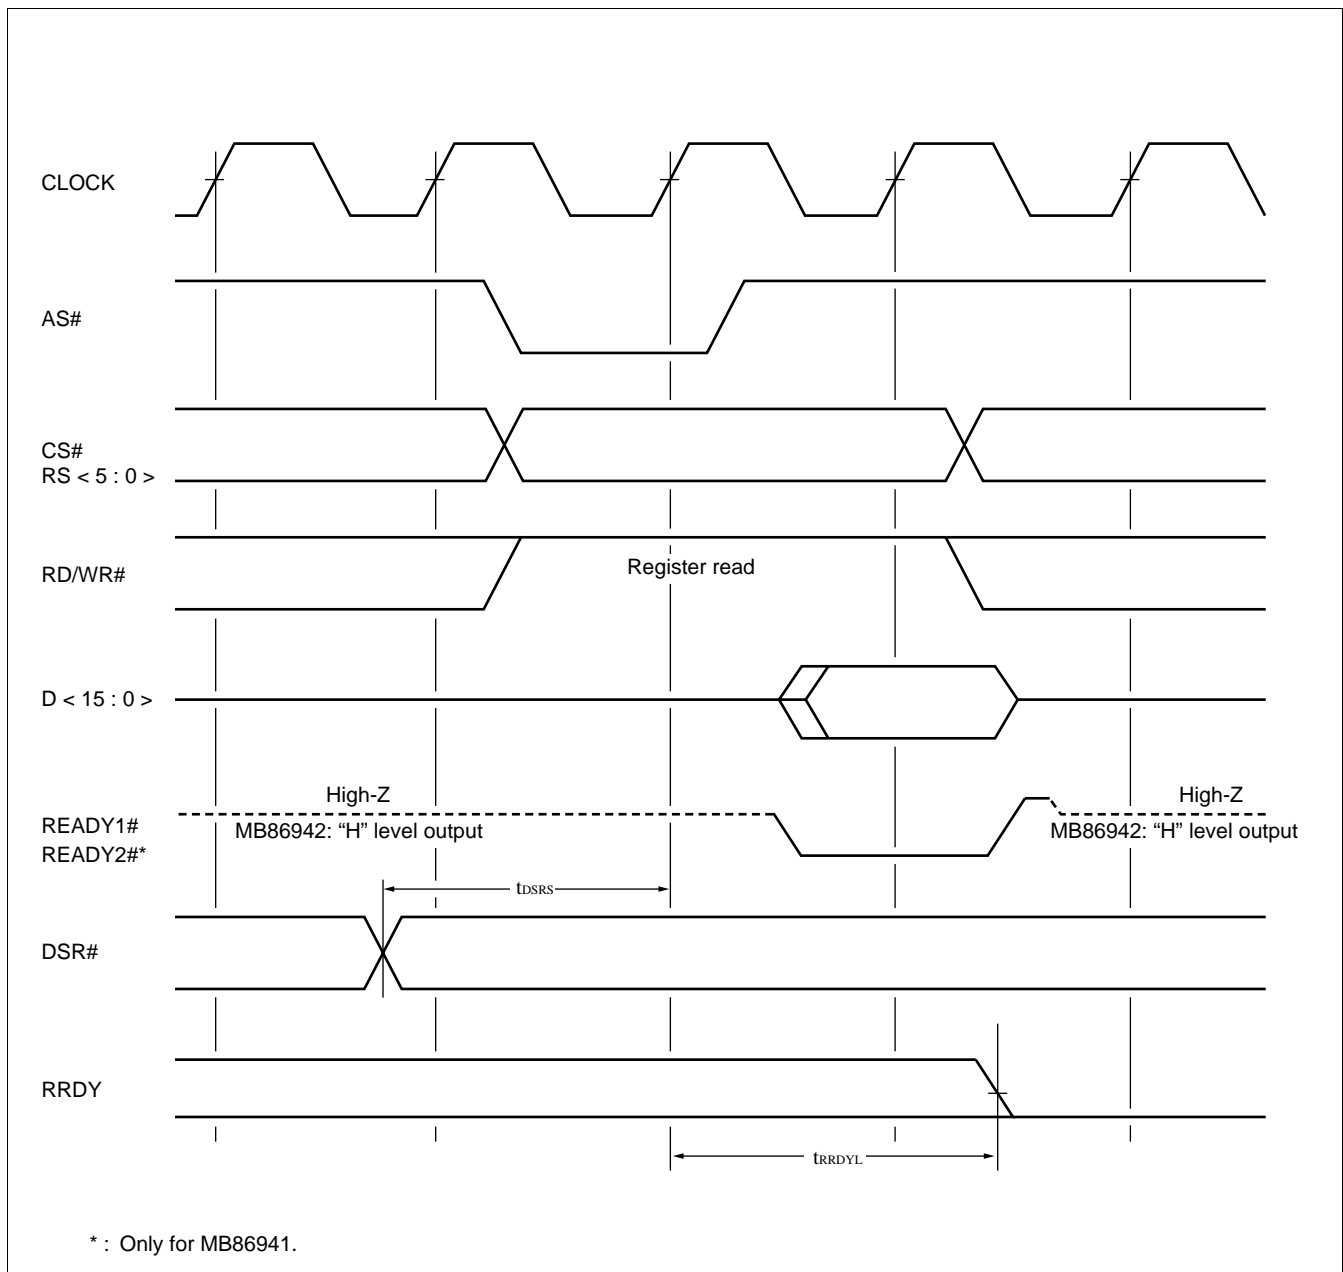 CLOCK
AS#
CS#
RS < 5 : 0 >
RD/WR#
Register read
D < 15 : 0 >
High-Z
High-Z
READY1#
MB86942: “H” level output
MB86942: “H” level output
READY2#*
tDSRS
DSR#
RRDY
tRRDYL
* : Only for MB86941.